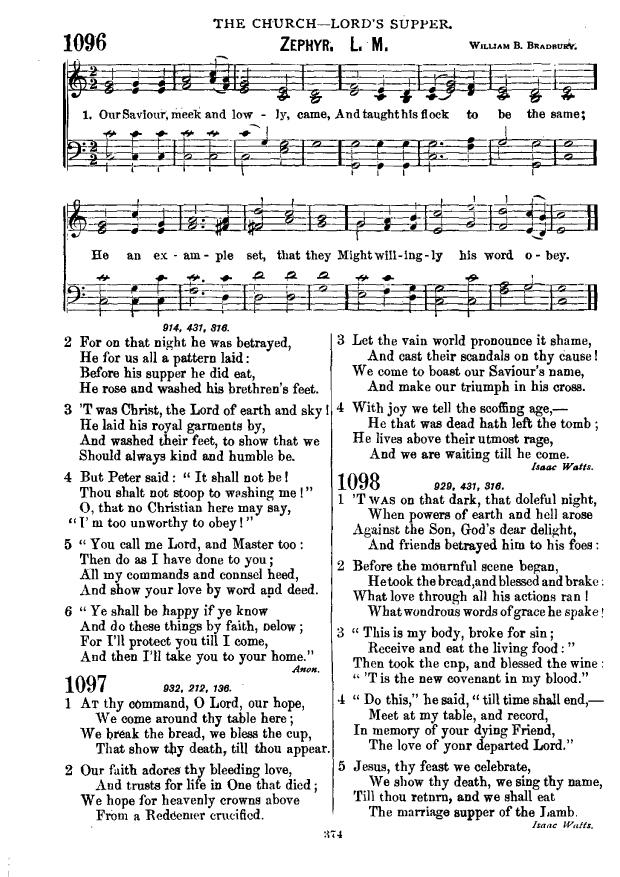 THE CHURCH—LORD'S SUPPER.
1096 ZEPHYR. L. M. WILLIAM B. BRADBURY.
1. Our Saviour, meek and low - ly, came, And taught his flock to be the same;
He an ex - am - ple set, that they Might will - ing - ly his word o - bey.
914, 431, 316.
2 For on that night he was betrayed,
He for us all a pattern laid:
Before his supper he did eat,
He rose and washed his brethren's feet.
3 'T was Christ, the Lord of earth and sky!
He laid his royal garments by,
And washed their feet, to show that we
Should always kind and humble be.
4 But Peter said: "It shall not be!
Thou shalt not stoop to washing me!"
O, that no Christian here may say,
"I'm too unworthy to obey!"
5 "You call me Lord, and Master too:
Then do as I have done to you;
All my commands and connsel heed,
And show your love by word and deed.
6 "Ye shall be happy if ye know
And do these things by faith, below;
For I'll protect you till I come,
And then I'll take you to your home."
Anon.
1097 932, 212, 136.
1 AT thy command, O Lord, our hope,
We come around thy table here;
We break the bread, we bless the cup,
That show thy death, till thou appear.
2 Our faith adores thy bleeding love,
And trusts for life in One that died;
We hope for heavenly crowns above
From a Redeemer crucified.
3 Let the vain world pronounce it shame,
And cast their scandals on thy cause!
We come to boast our Saviour's name,
And make our triumph in his cross.
4 With joy we tell the scoffing age,—
He that was dead hath left the tomb;
He lives above their utmost rage,
And we are waiting till he come.
Isaac Watts.
1098 929, 431, 316.
1 'T WAS on that dark, that doleful night,
When powers of earth and hell arose
Against the Son, God's dear delight,
And friends betrayed him to his foes:
2 Before the mournful scene began,
He took the bread, and blessed and brake:
What love through all his actions ran!
What wondrous words of grace he spake!
3 "This is my body, broke for sin;
Receive and eat the living food:"
Then took the cnp, and blessed the wine:
"'T is the new covenant in my blood."
4 "Do this," he said, "till time shall end,—
Meet at my table, and record,
In memory of your dying Friend,
The love of yonr departed Lord."
5 Jesus, thy feast we celebrate,
We show thy death, we sing thy name,
Till thou retnrn, and we shall eat
The marriage supper of the Lamb.
Isaac Watts.
374